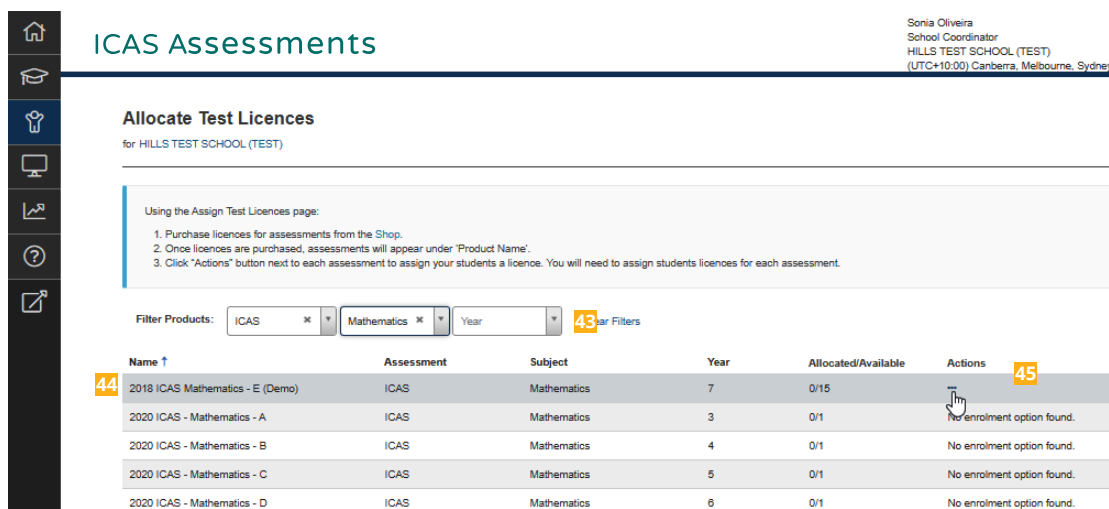 Sonia Oliveira
School Coordinator
HILLS TEST SCHOOL (TEST)
(UTC+10:00) Canberra, Melbourne, Sydney
ICAS Assessments
Allocate Test Licences
for HILLS TEST SCHOOL (TEST)
Using the Assign Test Licences page:
1. Purchase licences for assessments from the Shop.
2. Once licences are purchased, assessments will appear under 'Product Name'.
3. Click "Actions" button next to each assessment to assign your students a licence. You will need to assign students licences for each assessment.
Filter Products: ICAS × Mathematics × Year 43 ear Filters
Name ↑ Assessment Subject Year Allocated/Available Actions 45
44 2018 ICAS Mathematics - E (Demo) ICAS Mathematics 7 0/15 ...
2020 ICAS - Mathematics - A ICAS Mathematics 3 0/1 No enrolment option found.
2020 ICAS - Mathematics - B ICAS Mathematics 4 0/1 No enrolment option found.
2020 ICAS - Mathematics - C ICAS Mathematics 5 0/1 No enrolment option found.
2020 ICAS - Mathematics - D ICAS Mathematics 6 0/1 No enrolment option found.